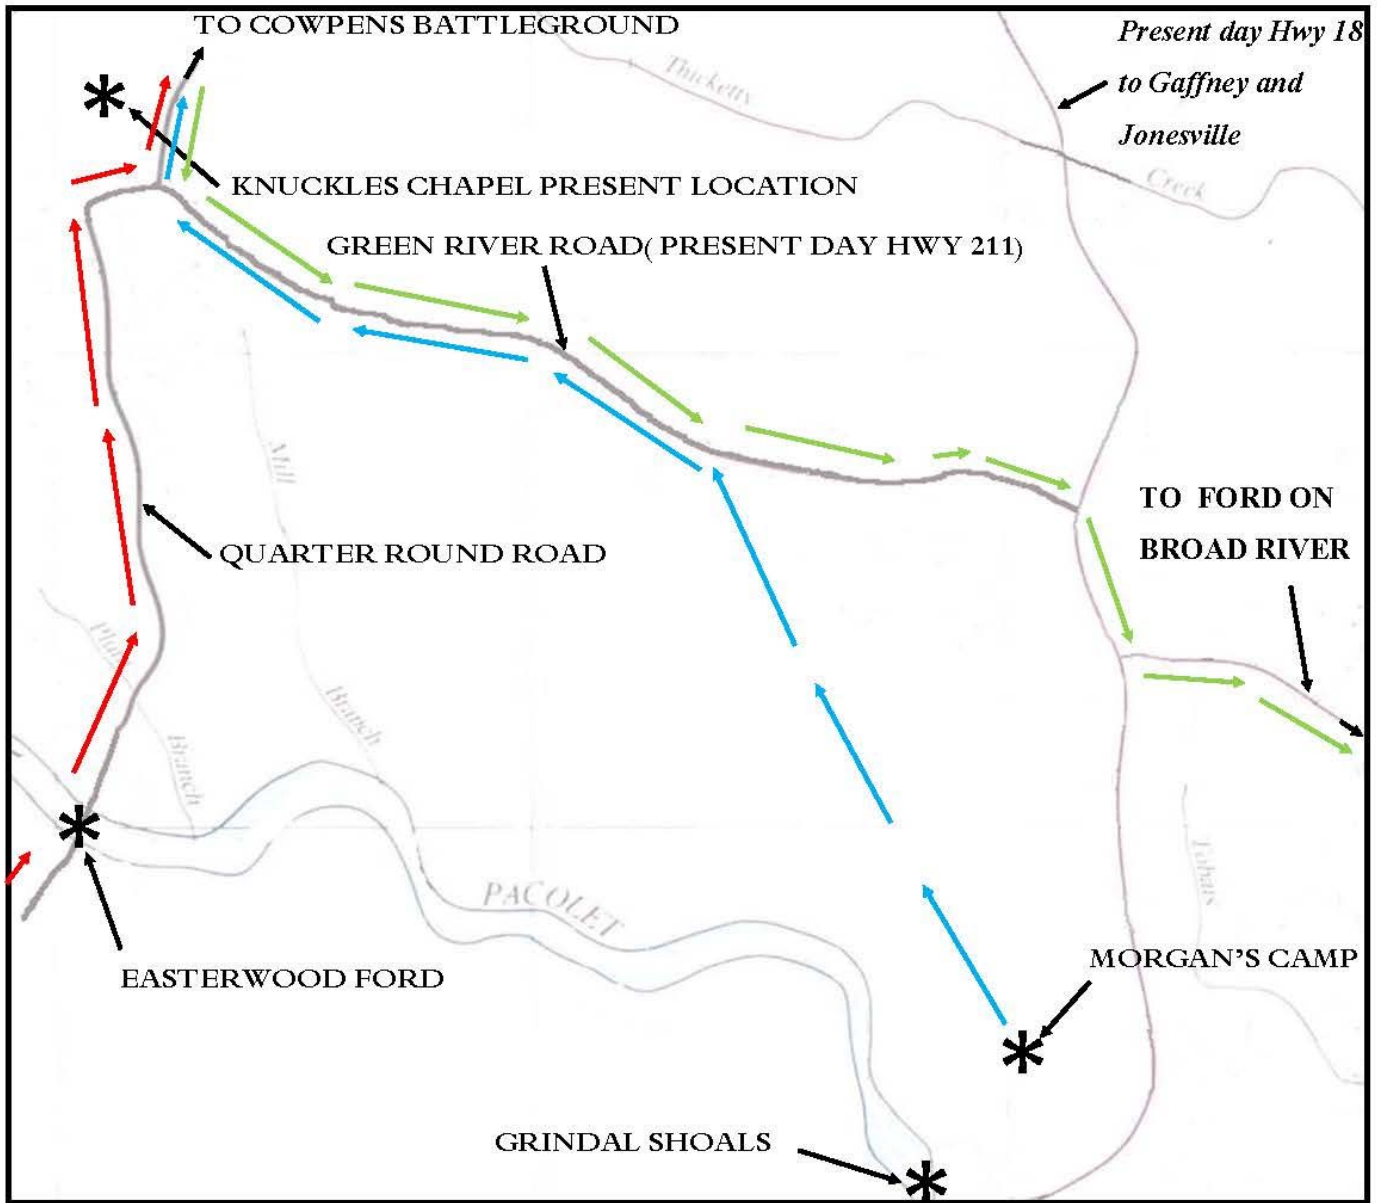 TO COWPENS BATTLEGROUND
Present day Hwy 18
to Gaffney and
Jonesville
Thicketty
Creek
KNUCKLES CHAPEL PRESENT LOCATION
GREEN RIVER ROAD( PRESENT DAY HWY 211)
Mill
Branch
TO FORD ON
BROAD RIVER
QUARTER ROUND ROAD
Branch
PACOLET
EASTERWOOD FORD
MORGAN'S CAMP
GRINDAL SHOALS